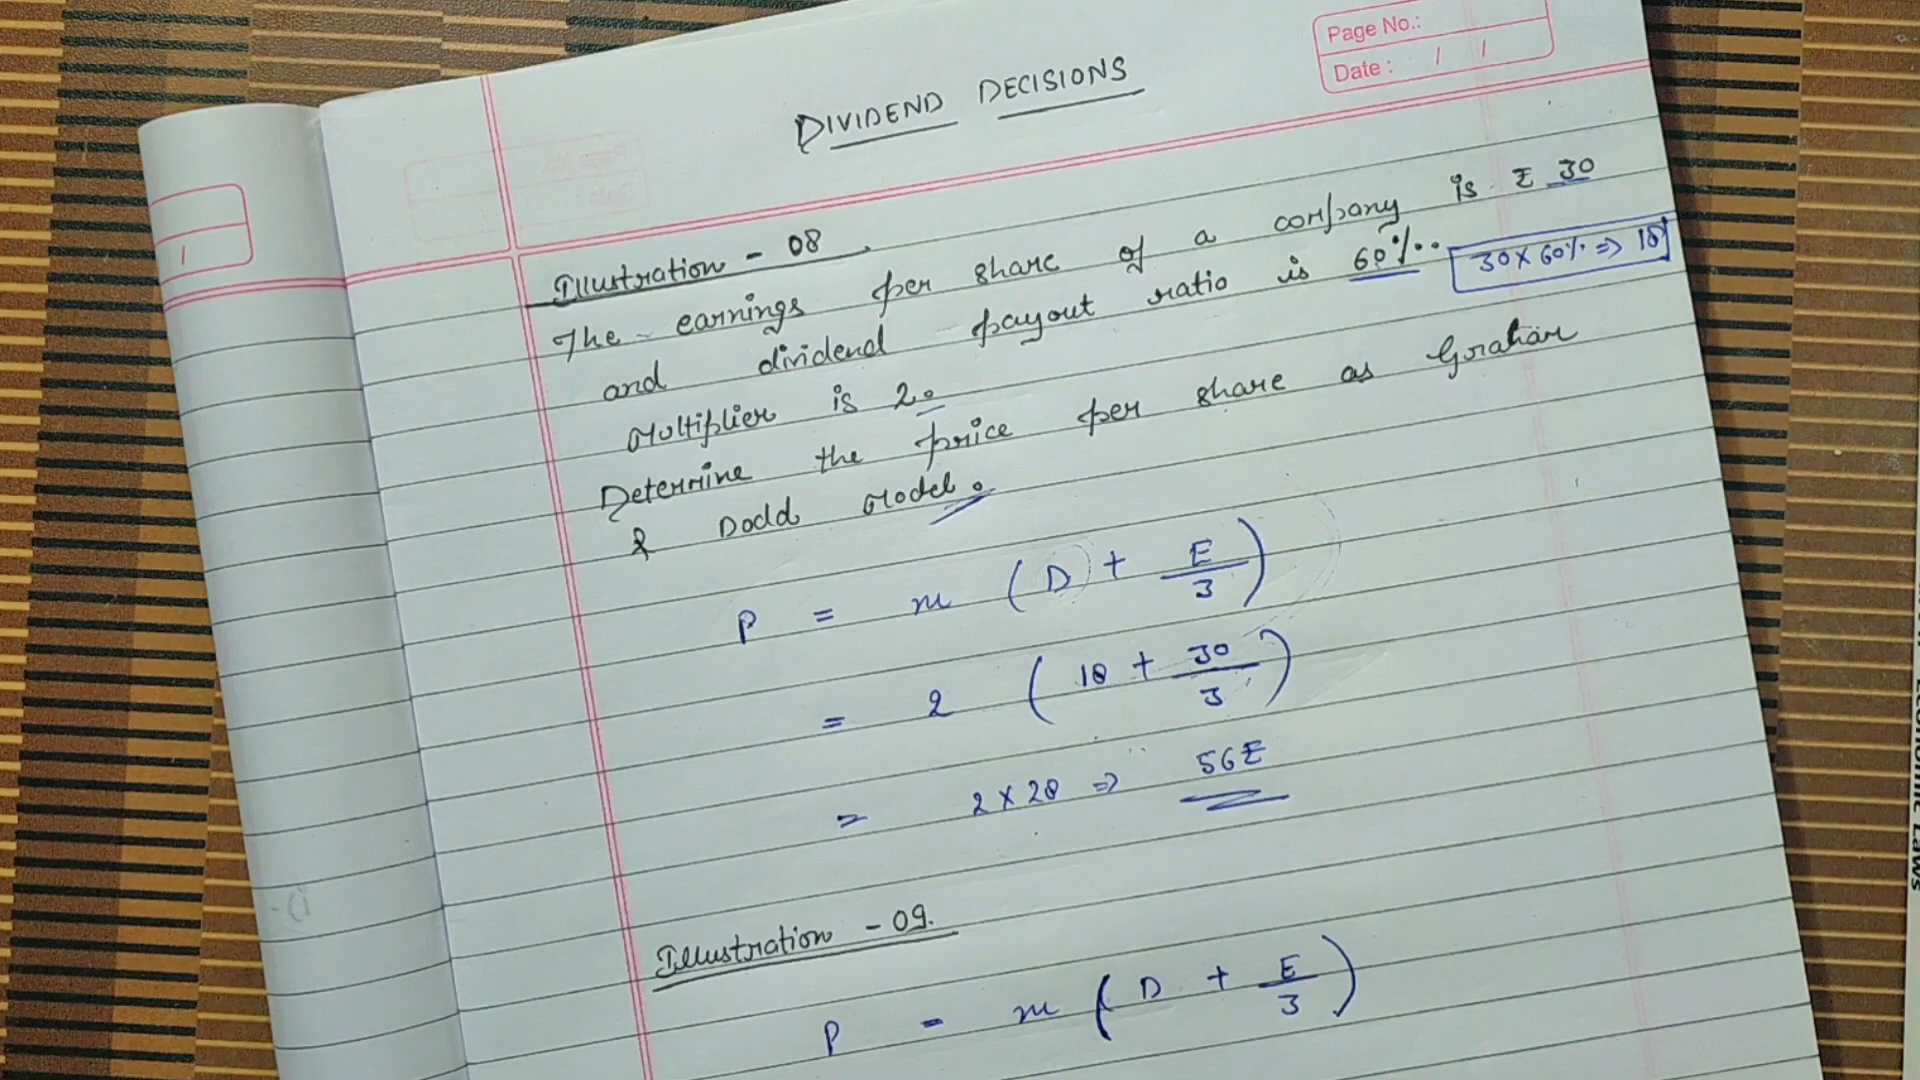 Page No.:
Date : / /
DIVIDEND DECISIONS
Illustration - 08
The earnings per share of a company is ₹ 30
and dividend payout ratio is 60%.
30 x 60% => 18
Multiplier is 2.
Determine the price per share as Graham
& Dodd Model.
P = m (D + E/3)
= 2 (18 + 30/3)
= 2 x 28 => 56₹
Illustration - 09.
P = m (D + E/3)